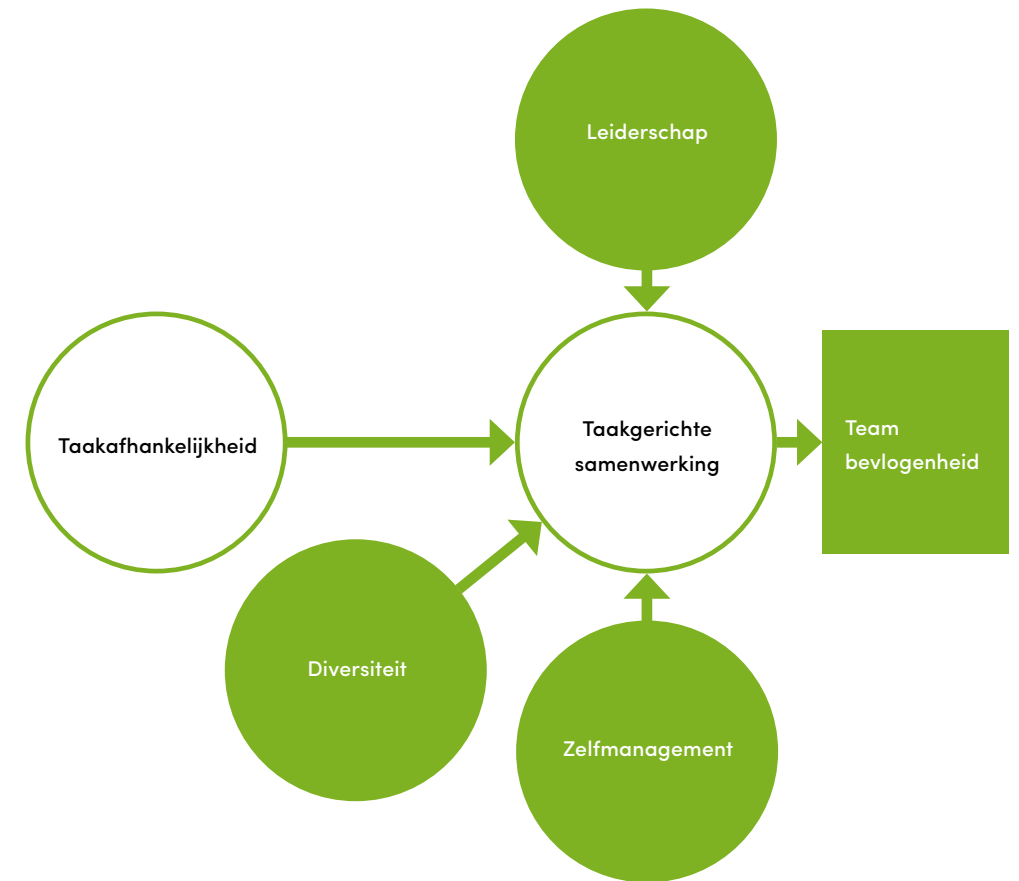 Leiderschap
Taakafhankelijkheid
Taakgerichte
samenwerking
Team
bevlogenheid
Diversiteit
Zelfmanagement